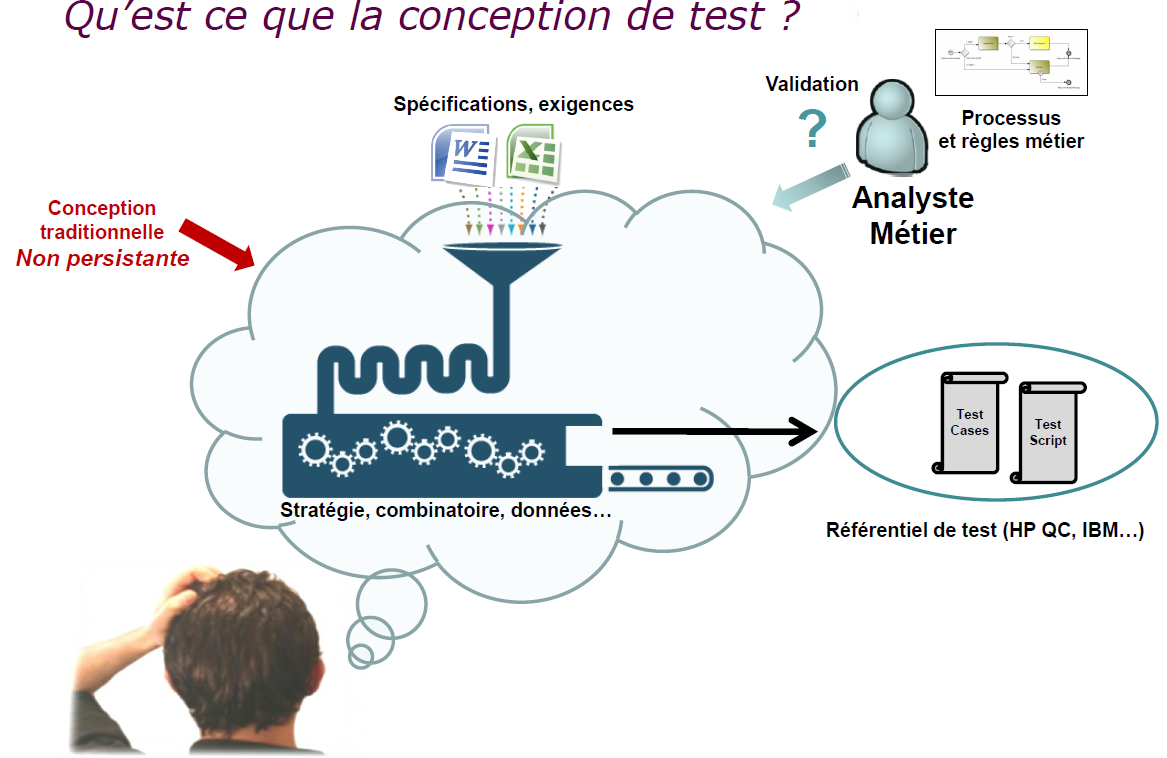 Qu’est ce que la conception de test ?
Validation
?
Spécifications, exigences
W
X
Processus
et règles métier
Analyste
Métier
Conception
traditionnelle
Non persistante
Test
Cases
Test
Script
Stratégie, combinatoire, données…
Référentiel de test (HP QC, IBM…)